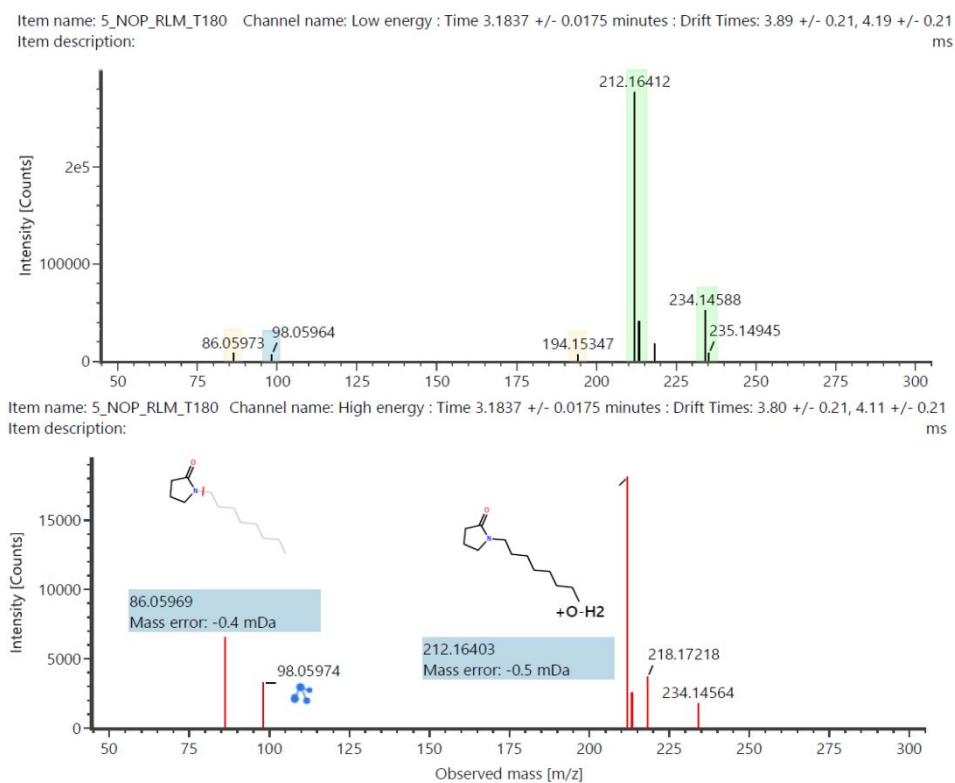 Item name: 5_NOP_RLM_T180 Channel name: Low energy : Time 3.1837 +/- 0.0175 minutes : Drift Times: 3.89 +/- 0.21, 4.19 +/- 0.21
Item description: ms
212.16412
2e5
Intensity [Counts]
100000
234.14588
86.05973
98.05964
194.15347
235.14945
0
50 75 100 125 150 175 200 225 250 275 300
Item name: 5_NOP_RLM_T180 Channel name: High energy : Time 3.1837 +/- 0.0175 minutes : Drift Times: 3.80 +/- 0.21, 4.11 +/- 0.21
Item description: ms
O
N
O
N
15000
Intensity [Counts]
10000
+O-H2
86.05969
Mass error: -0.4 mDa
212.16403
Mass error: -0.5 mDa
5000
98.05974
218.17218
234.14564
0
50 75 100 125 150 175 200 225 250 275 300
Observed mass [m/z]